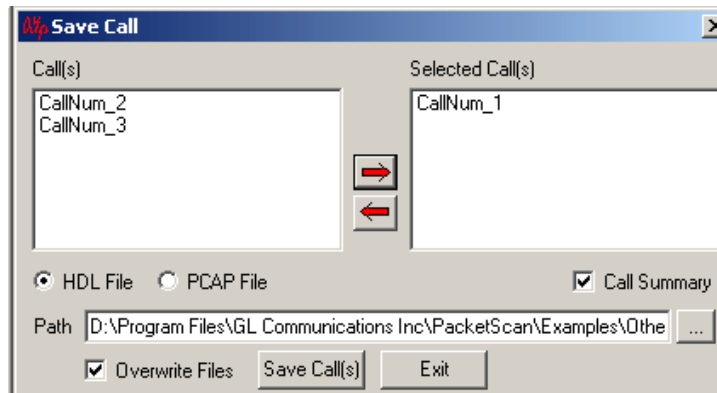 Save Call
Call(s)
Selected Call(s)
CallNum_2
CallNum_3
CallNum_1
HDL File
PCAP File
Call Summary
Path
D:\Program Files\GL Communications Inc\PacketScan\Examples\Othe
...
Overwrite Files
Save Call(s)
Exit